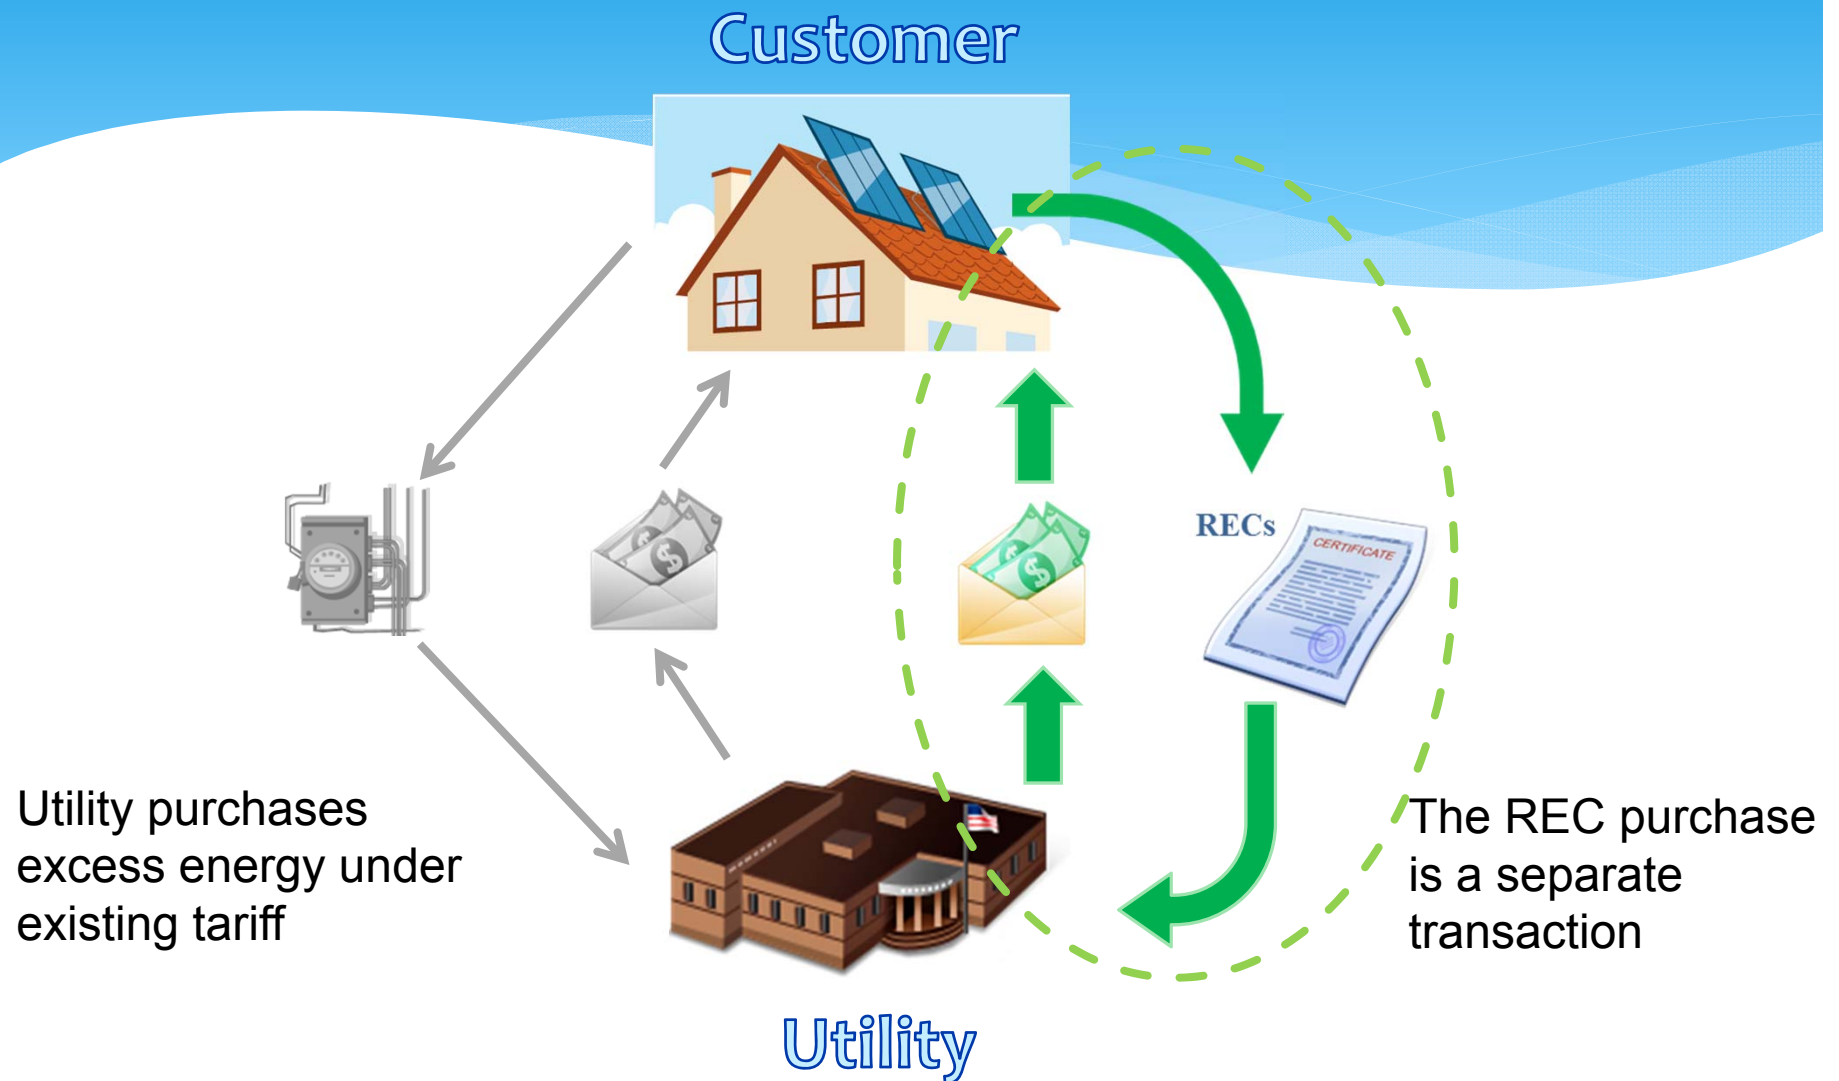 Customer
RECs
CERTIFICATE
$
$
$
$
Utility purchases
excess energy under
existing tariff
The REC purchase
is a separate
transaction
Utility